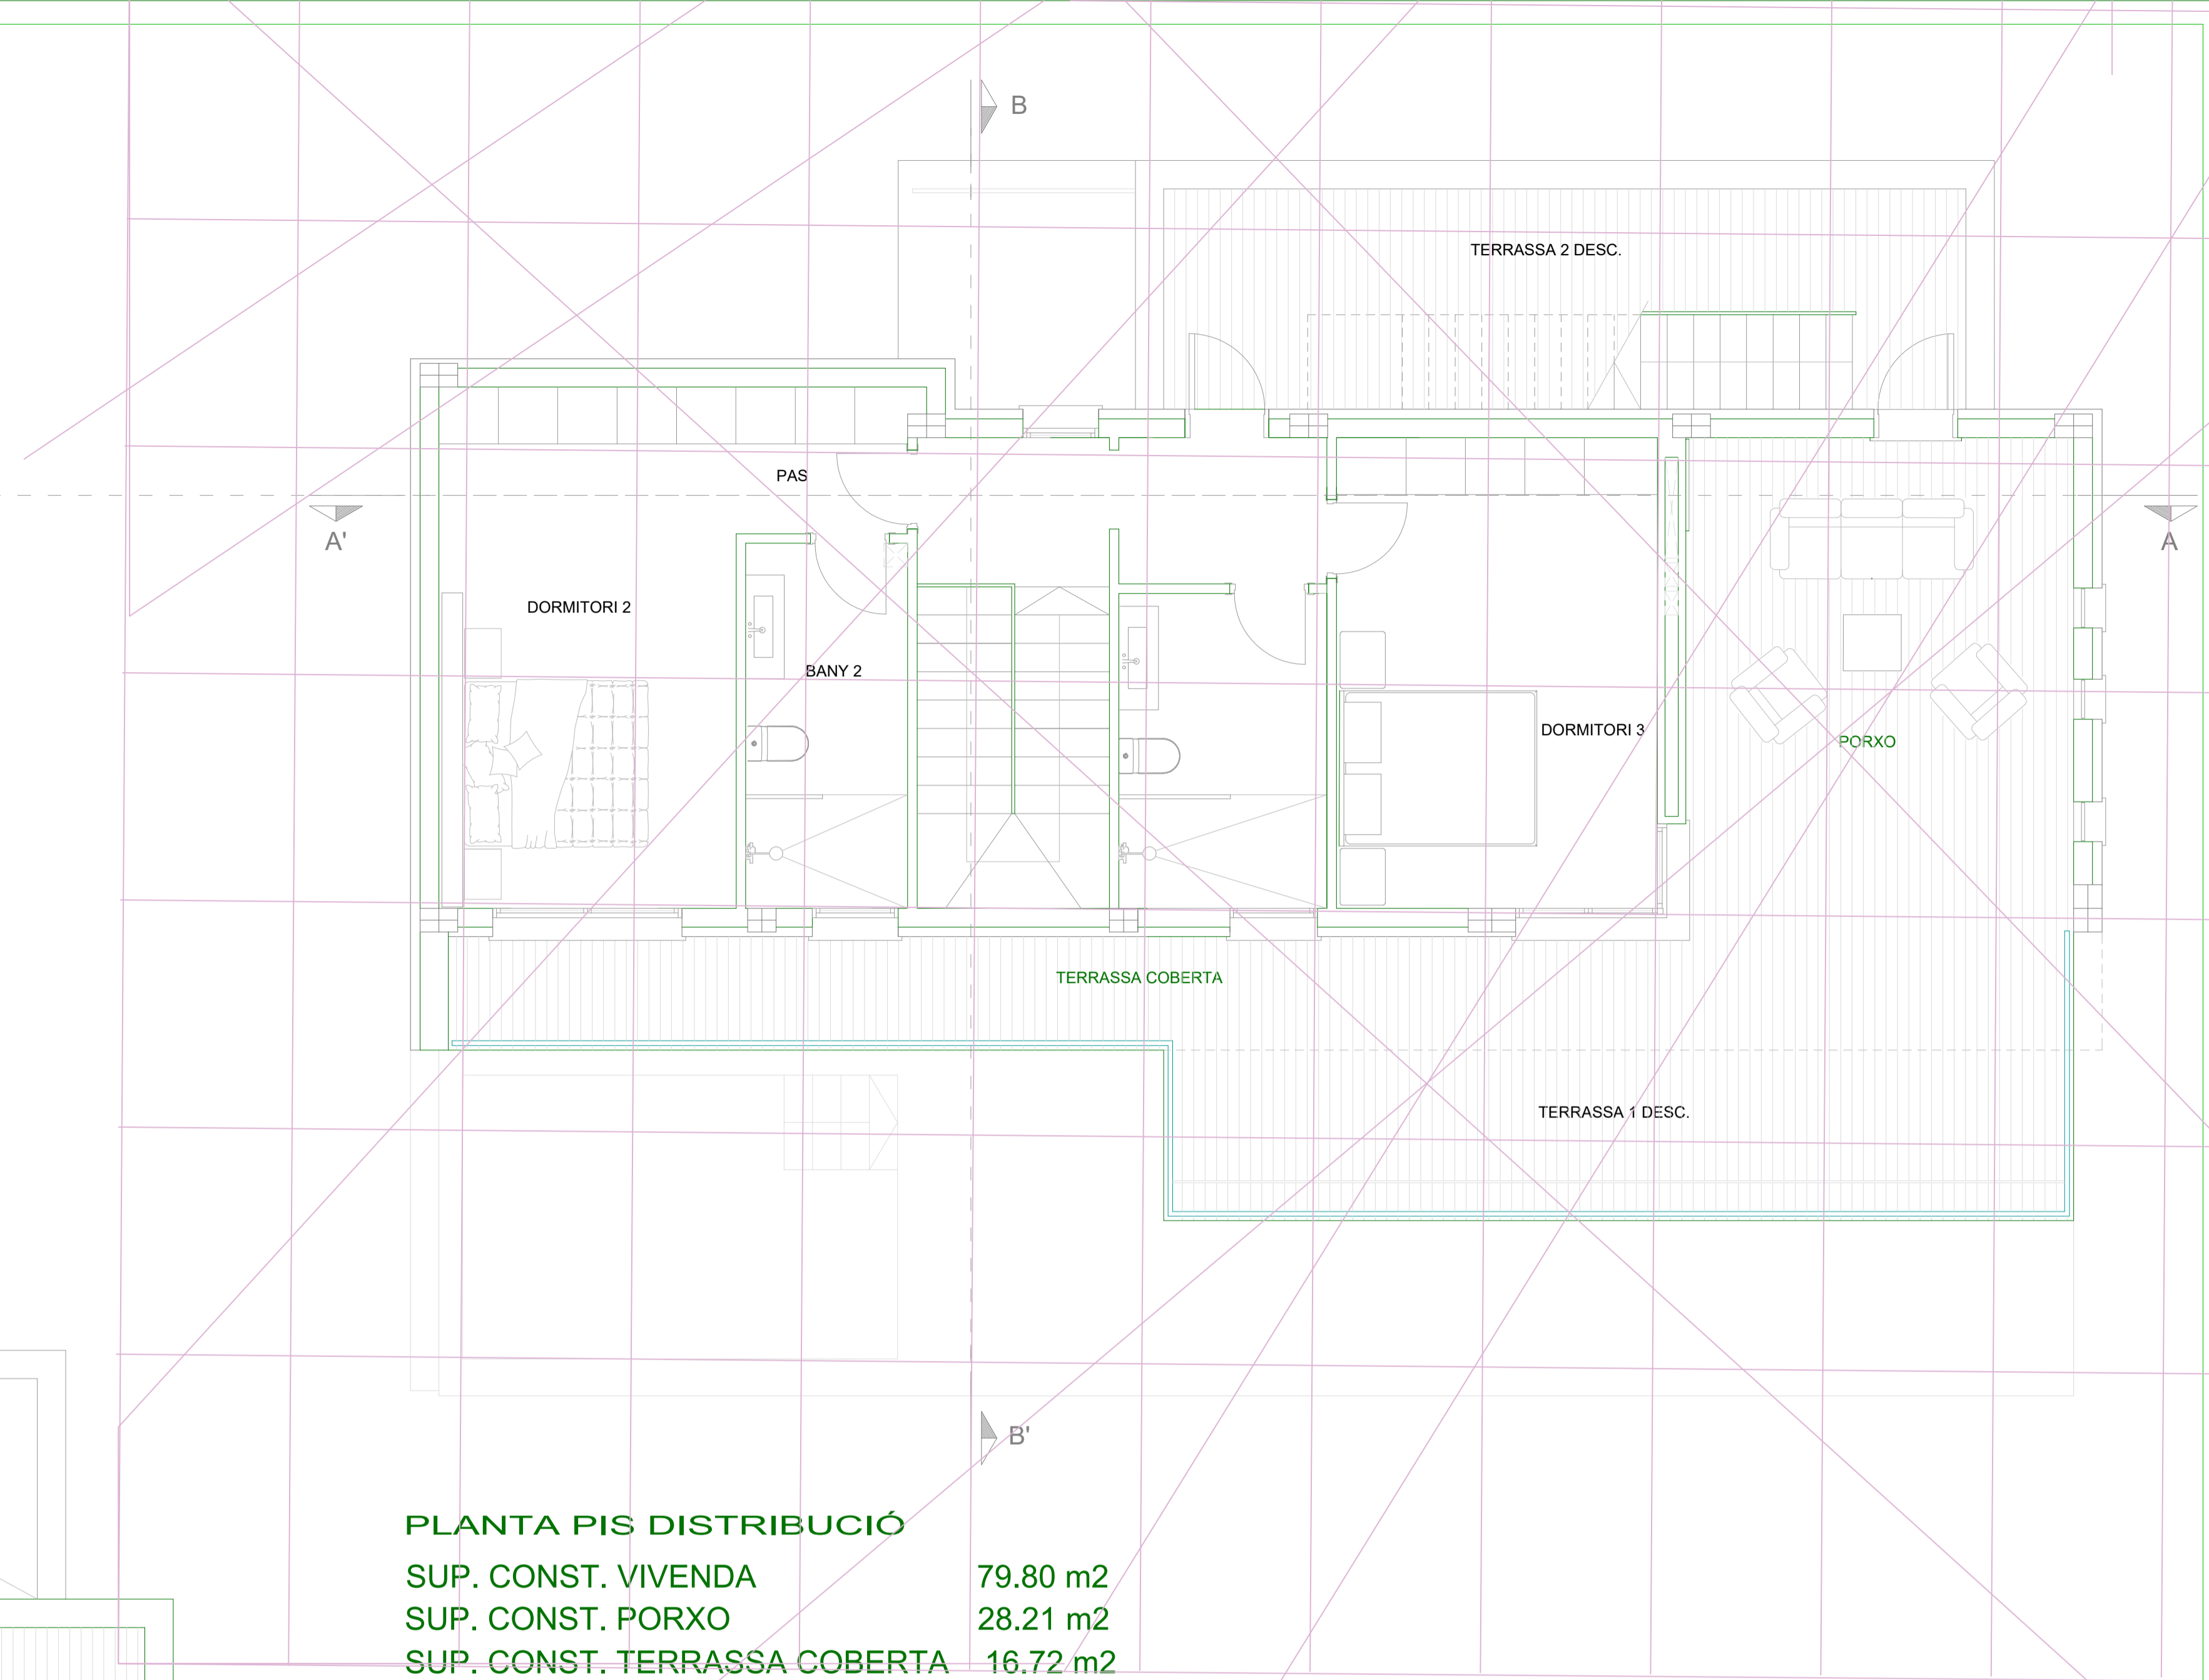 B
TERRASSA 2 DESC.
PAS
A'
A
DORMITORI 2
BANY 2
DORMITORI 3
PORXO
TERRASSA COBERTA
TERRASSA 1 DESC.
B'
PLANTA PIS DISTRIBUCIÓ
SUP. CONST. VIVENDA 79.80 m2
SUP. CONST. PORXO 28.21 m2
SUP. CONST. TERRASSA COBERTA 16.72 m2